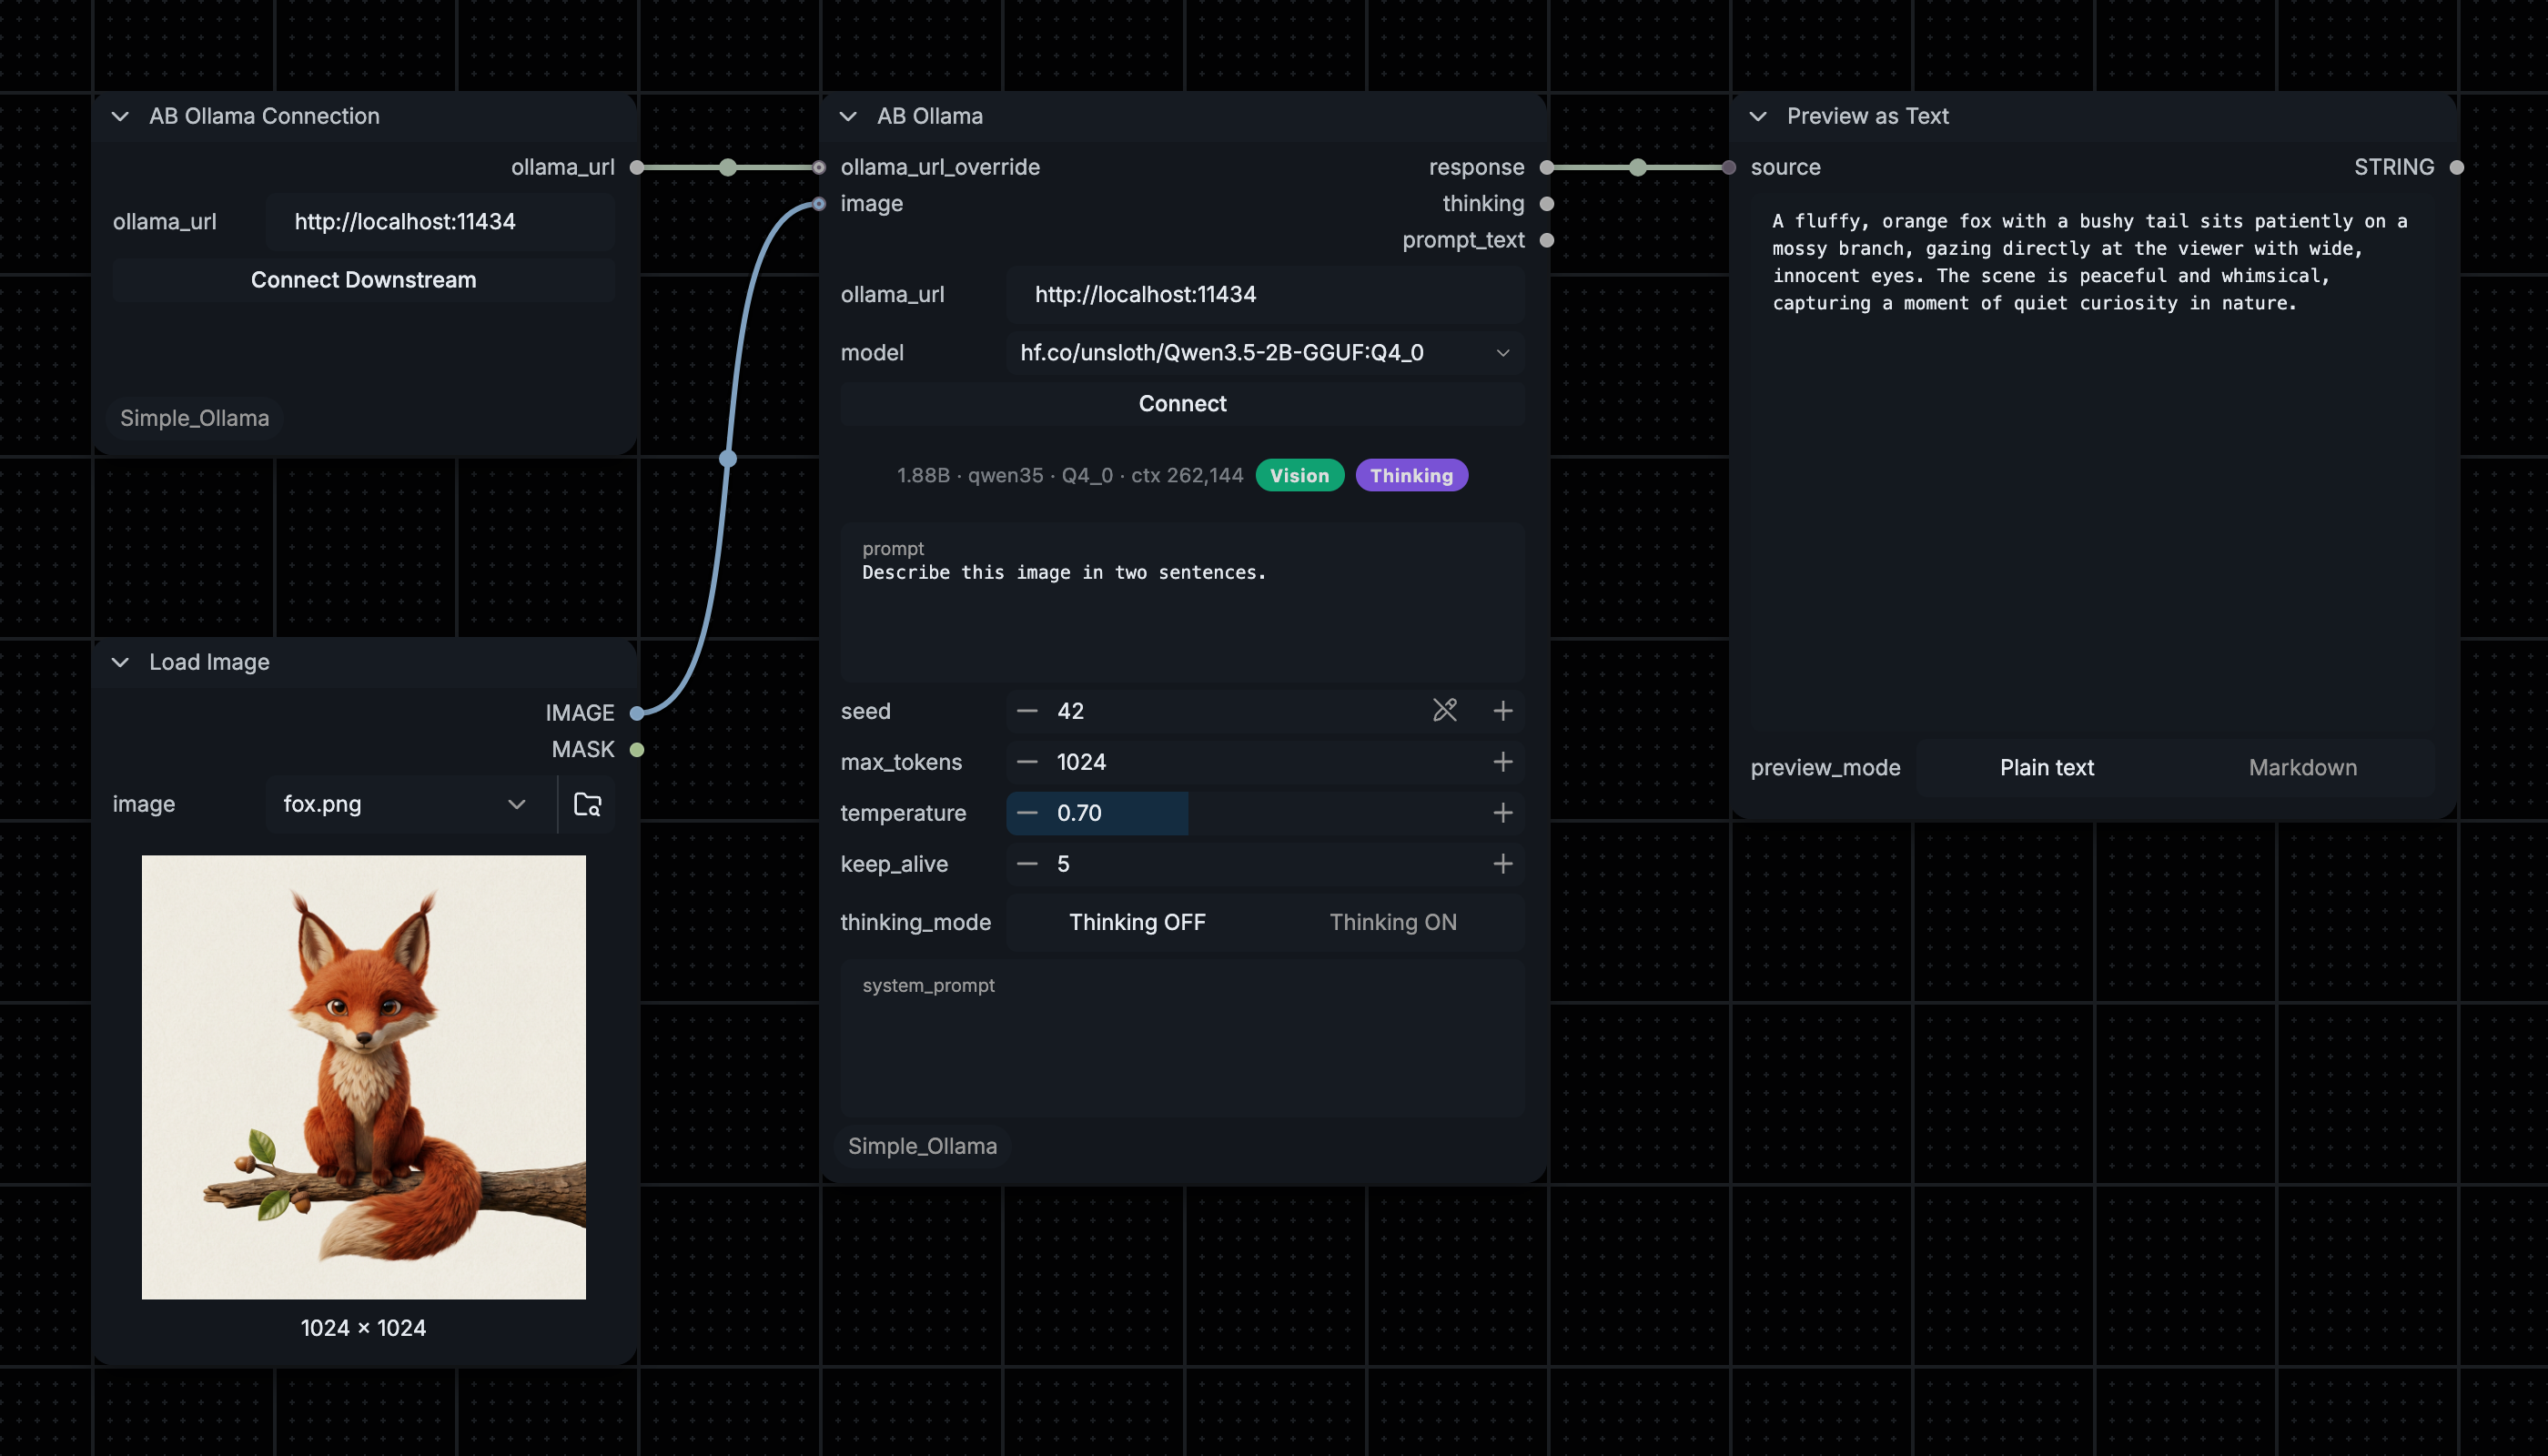 AB Ollama Connection
ollama_url
ollama_url http://localhost:11434
Connect Downstream
Simple_Ollama
Load Image
IMAGE
MASK
image fox.png
1024 × 1024
AB Ollama
ollama_url_override response
image thinking
prompt_text
ollama_url http://localhost:11434
model hf.co/unsloth/Qwen3.5-2B-GGUF:Q4_0
Connect
1.88B · qwen35 · Q4_0 · ctx 262,144 Vision Thinking
prompt
Describe this image in two sentences.
seed 42
max_tokens 1024
temperature 0.70
keep_alive 5
thinking_mode Thinking OFF Thinking ON
system_prompt
Simple_Ollama
Preview as Text
source STRING
A fluffy, orange fox with a bushy tail sits patiently on a
mossy branch, gazing directly at the viewer with wide,
innocent eyes. The scene is peaceful and whimsical,
capturing a moment of quiet curiosity in nature.
preview_mode Plain text Markdown